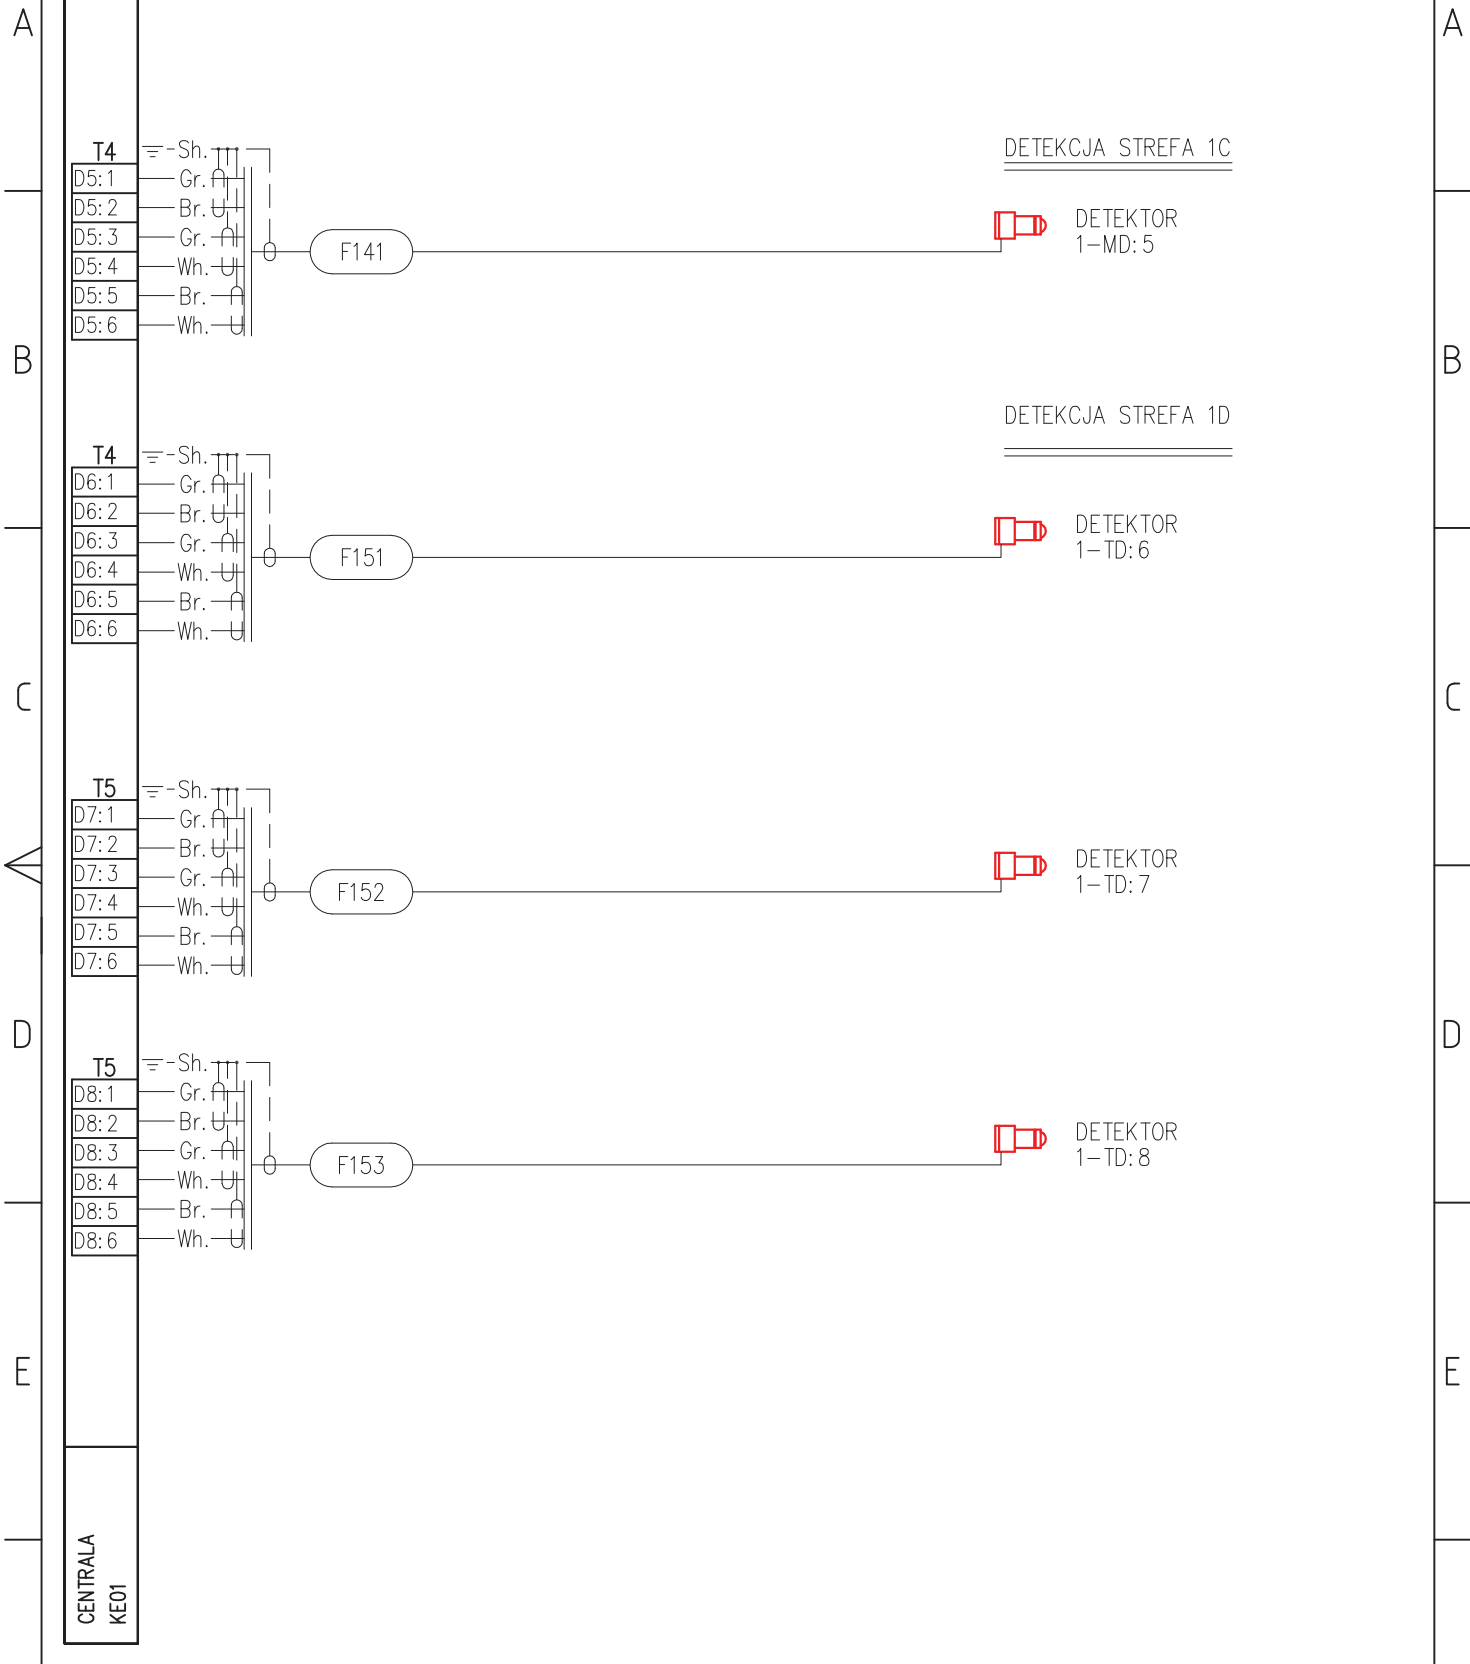 A
A
T4
Sh.
DETEKCJA STREFA 1C
D5:1
Gr.
D5:2
Br.
D5:3
Gr.
D5:4
Wh.
D5:5
Br.
D5:6
Wh.
F141
DETEKTOR
1-MD:5
B
B
DETEKCJA STREFA 1D
T4
Sh.
D6:1
Gr.
D6:2
Br.
D6:3
Gr.
D6:4
Wh.
D6:5
Br.
D6:6
Wh.
F151
DETEKTOR
1-TD:6
C
C
T5
Sh.
D7:1
Gr.
D7:2
Br.
D7:3
Gr.
D7:4
Wh.
D7:5
Br.
D7:6
Wh.
F152
DETEKTOR
1-TD:7
D
D
T5
Sh.
D8:1
Gr.
D8:2
Br.
D8:3
Gr.
D8:4
Wh.
D8:5
Br.
D8:6
Wh.
F153
DETEKTOR
1-TD:8
E
E
CENTRALA
KE01